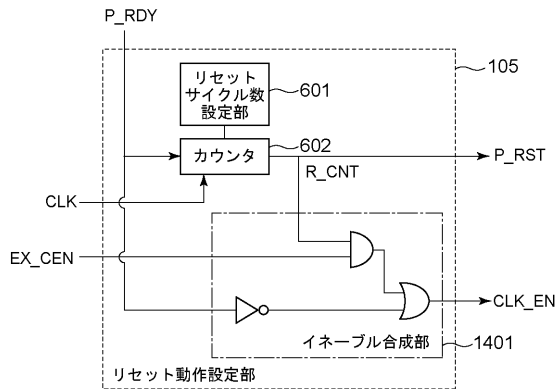 P_RDY
105
リセット
サイクル数
設定部
601
602
カウンタ
P_RST
R_CNT
CLK
EX_CEN
CLK_EN
イネーブル合成部
1401
リセット動作設定部